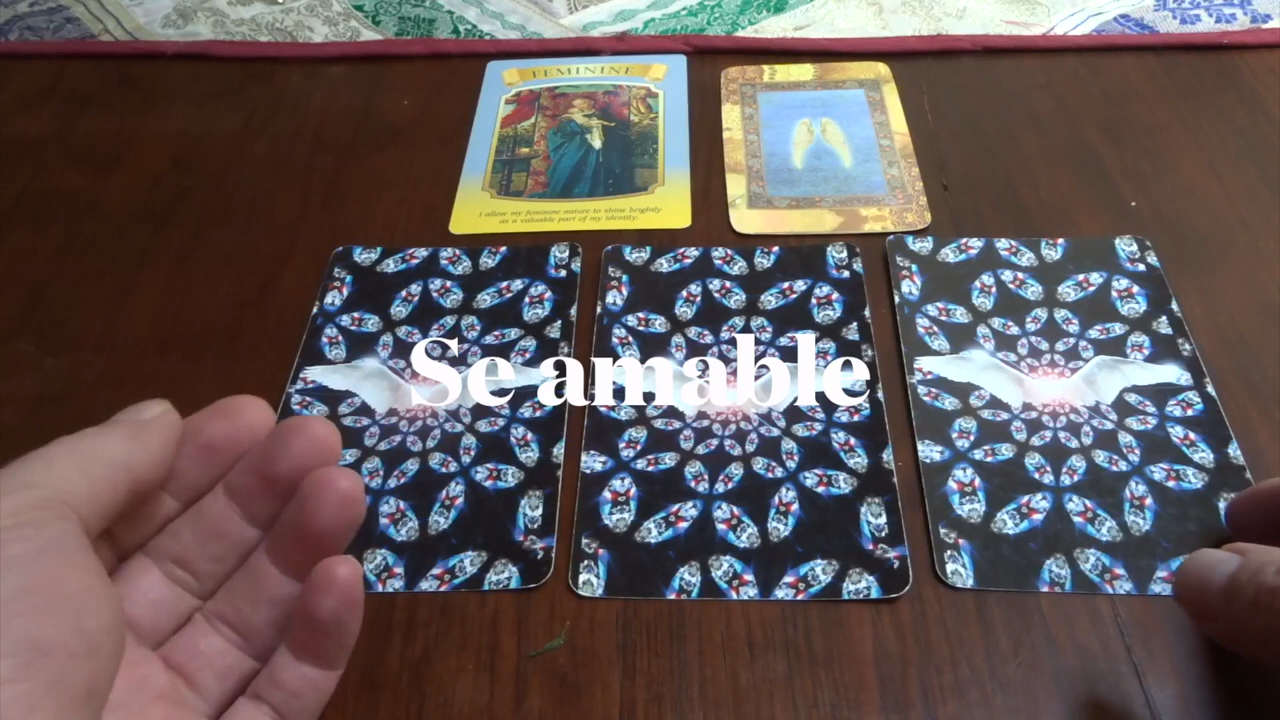 FEMININE
I allow my feminine nature to shine brightly
as a valuable part of my identity.
Se amable